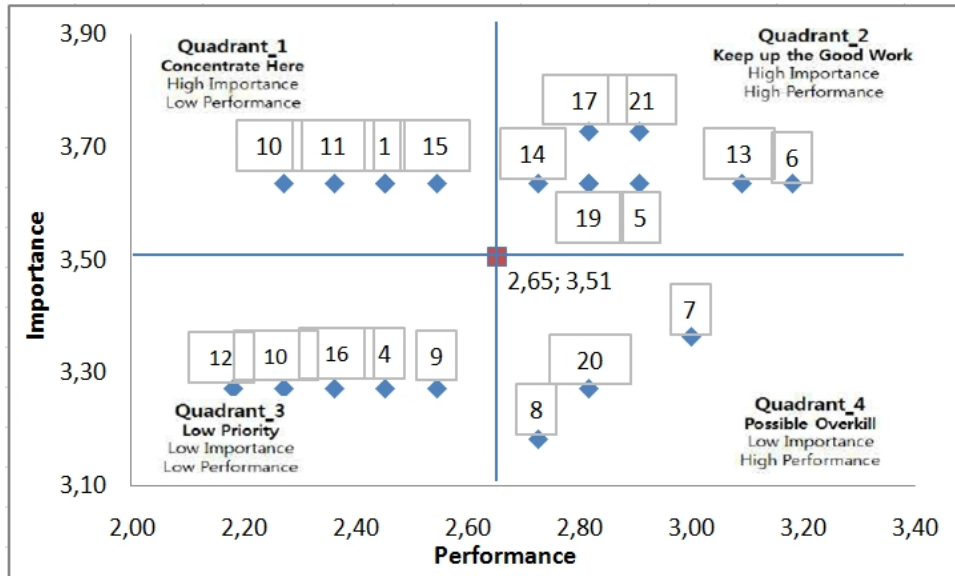 3,90
3,70
3,50
3,30
3,10
Importance
Quadrant_1
Concentrate Here
High Importance
Low Performance
Quadrant_2
Keep up the Good Work
High Importance
High Performance
10
11
1
15
14
17
21
13
6
19
5
2,65; 3,51
7
12
10
16
4
9
20
8
Quadrant_3
Low Priority
Low Importance
Low Performance
Quadrant_4
Possible Overkill
Low Importance
High Performance
2,00
2,20
2,40
2,60
2,80
3,00
3,20
3,40
Performance